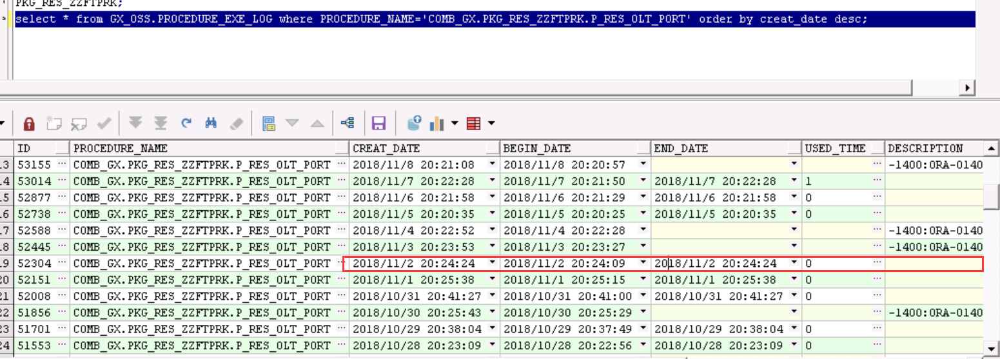 PKG_RES_ZZFTPRK;
select * from GX_OSS.PROCEDURE_EXE_LOG where PROCEDURE_NAME='COMB_GX.PKG_RES_ZZFTPRK.P_RES_OLT_PORT' order by creat_date desc;
ID PROCEDURE_NAME CREAT_DATE BEGIN_DATE END_DATE USED_TIME DESCRIPTION
3 53155 ... COMB_GX.PKG_RES_ZZFTPRK.P_RES_OLT_PORT ... 2018/11/8 20:21:08 2018/11/8 20:20:57 ... -1400:ORA-0140
4 53014 ... COMB_GX.PKG_RES_ZZFTPRK.P_RES_OLT_PORT ... 2018/11/7 20:22:28 2018/11/7 20:21:50 2018/11/7 20:22:28 1 ...
5 52877 ... COMB_GX.PKG_RES_ZZFTPRK.P_RES_OLT_PORT ... 2018/11/6 20:21:58 2018/11/6 20:21:29 2018/11/6 20:21:58 0 ...
6 52738 ... COMB_GX.PKG_RES_ZZFTPRK.P_RES_OLT_PORT ... 2018/11/5 20:20:35 2018/11/5 20:20:25 2018/11/5 20:20:35 0 ...
7 52588 ... COMB_GX.PKG_RES_ZZFTPRK.P_RES_OLT_PORT ... 2018/11/4 20:22:52 2018/11/4 20:22:28 ... -1400:ORA-0140
8 52445 ... COMB_GX.PKG_RES_ZZFTPRK.P_RES_OLT_PORT ... 2018/11/3 20:23:53 2018/11/3 20:23:27 ... -1400:ORA-0140
9 52304 ... COMB_GX.PKG_RES_ZZFTPRK.P_RES_OLT_PORT ... 2018/11/2 20:24:24 2018/11/2 20:24:09 2018/11/2 20:24:24 0 ...
20 52151 ... COMB_GX.PKG_RES_ZZFTPRK.P_RES_OLT_PORT ... 2018/11/1 20:25:38 2018/11/1 20:25:15 2018/11/1 20:25:38 0 ...
21 52008 ... COMB_GX.PKG_RES_ZZFTPRK.P_RES_OLT_PORT ... 2018/10/31 20:41:27 2018/10/31 20:41:00 2018/10/31 20:41:27 0 ...
22 51856 ... COMB_GX.PKG_RES_ZZFTPRK.P_RES_OLT_PORT ... 2018/10/30 20:25:43 2018/10/30 20:25:29 ... -1400:ORA-0140
23 51701 ... COMB_GX.PKG_RES_ZZFTPRK.P_RES_OLT_PORT ... 2018/10/29 20:38:04 2018/10/29 20:37:49 2018/10/29 20:38:04 0 ...
24 51553 ... COMB_GX.PKG_RES_ZZFTPRK.P_RES_OLT_PORT ... 2018/10/28 20:23:09 2018/10/28 20:22:56 2018/10/28 20:23:09 0 ...